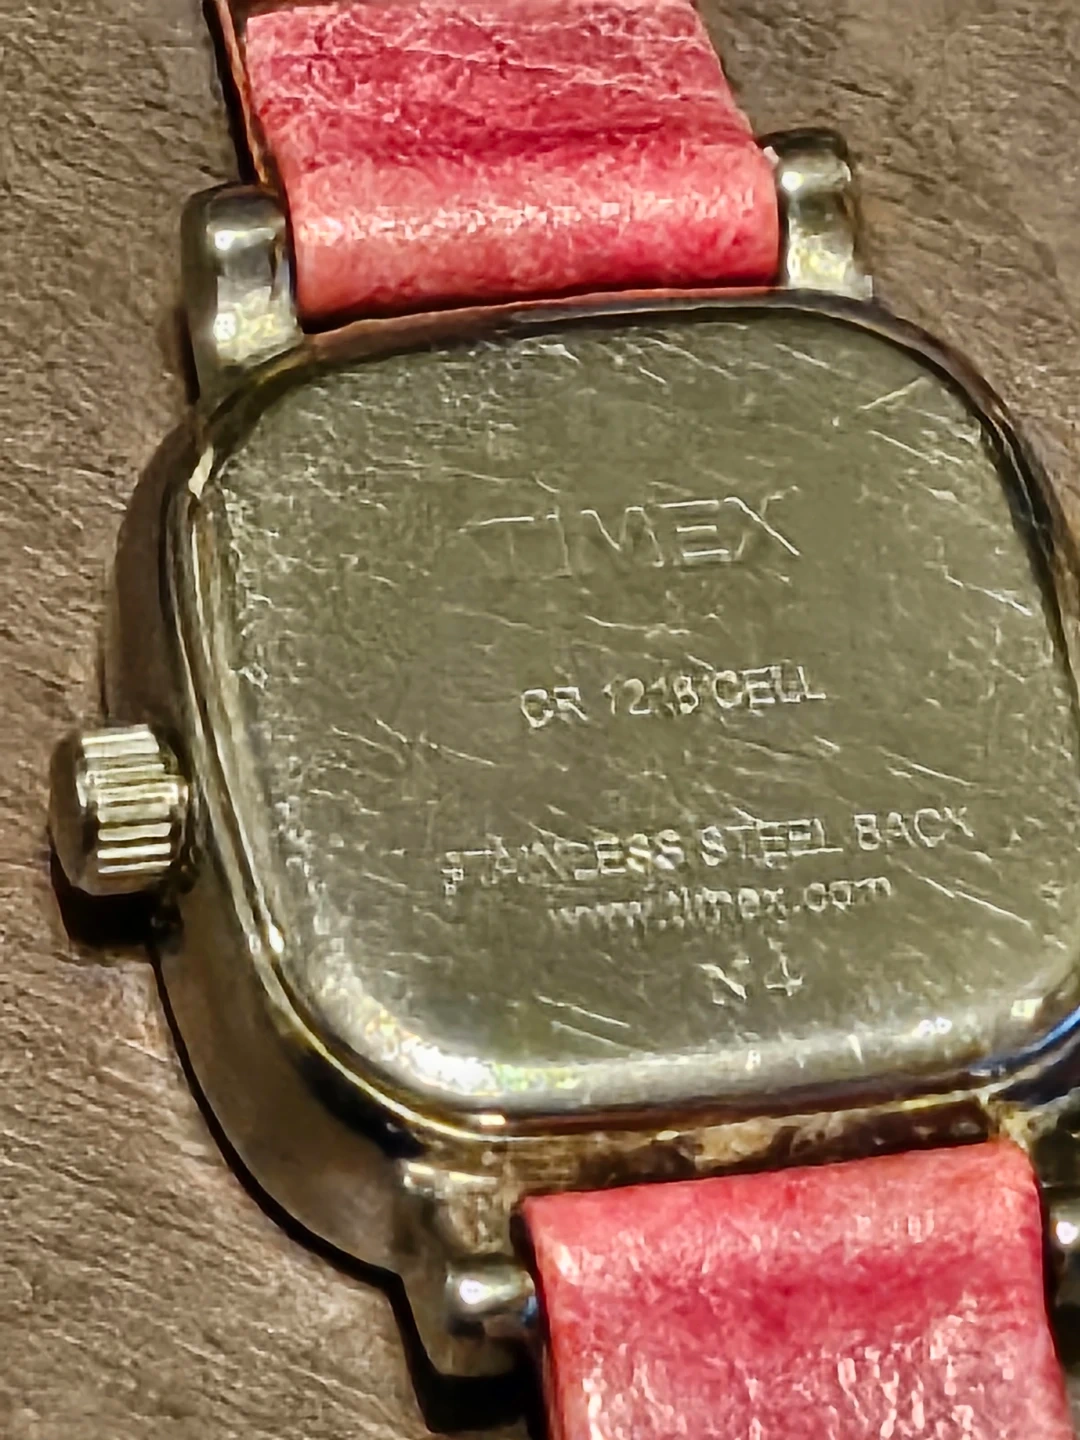 TIMEX
CR 1216 CELL
STAINLESS STEEL BACK
www.timex.com
N4